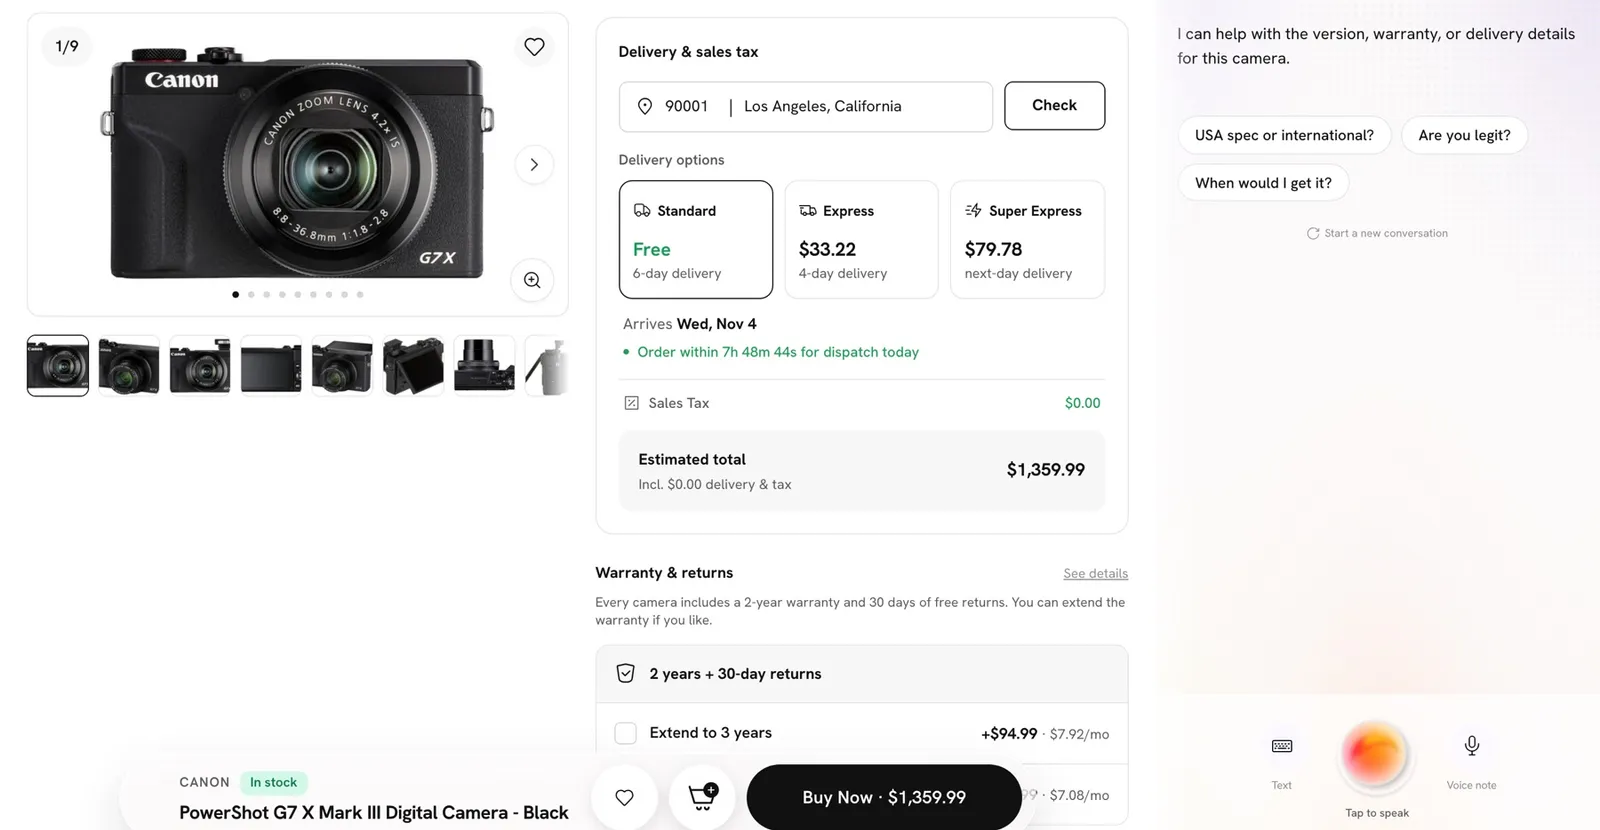 1/9
Canon
CANON ZOOM LENS 4.2x IS
8.8-36.8mm 1:1.8-2.8
G7X
Delivery & sales tax
90001 | Los Angeles, California
Check
Delivery options
Standard
Free
6-day delivery
Express
$33.22
4-day delivery
Super Express
$79.78
next-day delivery
Arrives Wed, Nov 4
Order within 7h 48m 44s for dispatch today
Sales Tax
$0.00
Estimated total
Incl. $0.00 delivery & tax
$1,359.99
Warranty & returns
See details
Every camera includes a 2-year warranty and 30 days of free returns. You can extend the
warranty if you like.
2 years + 30-day returns
Extend to 3 years
+$94.99 · $7.92/mo
· $7.08/mo
CANON
In stock
PowerShot G7 X Mark III Digital Camera - Black
Buy Now · $1,359.99
I can help with the version, warranty, or delivery details
for this camera.
USA spec or international?
Are you legit?
When would I get it?
Start a new conversation
Text
Tap to speak
Voice note